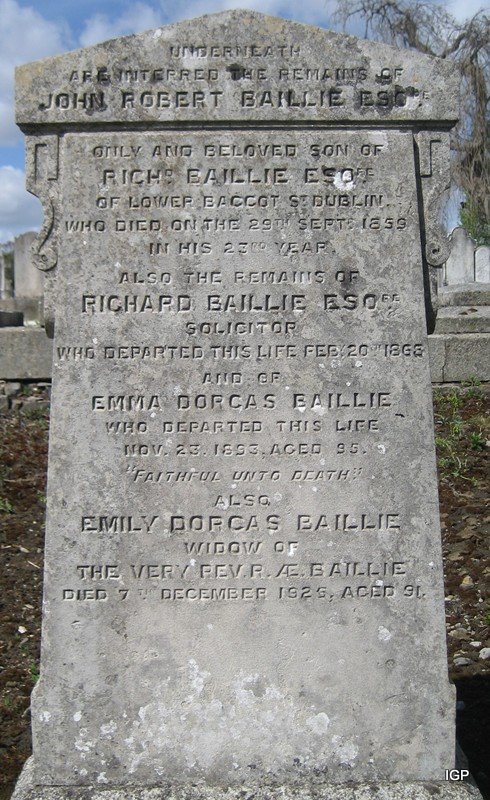 UNDERNEATH
ARE INTERRED THE REMAINS OF
JOHN ROBERT BAILLIE ESQRE.
ONLY AND BELOVED SON OF
RICHD BAILLIE ESQRE
OF LOWER BAGGOT ST DUBLIN.
WHO DIED ON THE 29TH SEPTR 1859
IN HIS 23RD YEAR.
ALSO THE REMAINS OF
RICHARD BAILLIE ESQRE
SOLICITOR
WHO DEPARTED THIS LIFE FEB. 20TH 1868
AND OF
EMMA DORCAS BAILLIE
WHO DEPARTED THIS LIFE
NOV. 23. 1893. AGED 95.
"FAITHFUL UNTO DEATH"
ALSO
EMILY DORCAS BAILLIE
WIDOW OF
THE VERY REV. R. Æ. BAILLIE
DIED 7TH DECEMBER 1925, AGED 91.
IGP